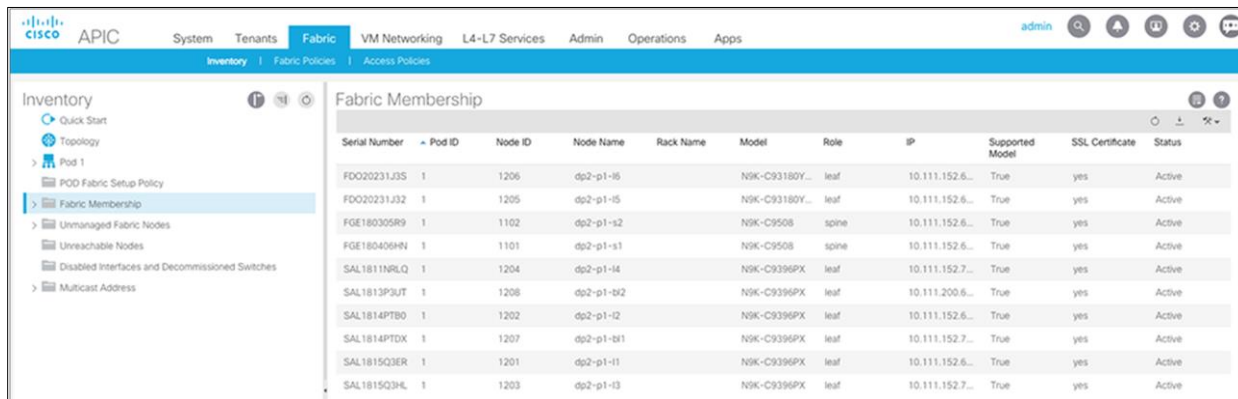 cisco APIC System Tenants Fabric VM Networking L4-L7 Services Admin Operations Apps admin
Inventory | Fabric Policies | Access Policies
Inventory
Quick Start
Topology
Pod 1
POD Fabric Setup Policy
Fabric Membership
Unmanaged Fabric Nodes
Unreachable Nodes
Disabled Interfaces and Decommissioned Switches
Multicast Address
Fabric Membership
Serial Number Pod ID Node ID Node Name Rack Name Model Role IP Supported Model SSL Certificate Status
FDO20231J3S 1 1206 dp2-p1-l6 N9K-C93180Y... leaf 10.111.152.6... True yes Active
FDO20231J32 1 1205 dp2-p1-l5 N9K-C93180Y... leaf 10.111.152.6... True yes Active
FGE180305R9 1 1102 dp2-p1-s2 N9K-C9508 spine 10.111.152.6... True yes Active
FGE180406HN 1 1101 dp2-p1-s1 N9K-C9508 spine 10.111.152.6... True yes Active
SAL1811NRLQ 1 1204 dp2-p1-l4 N9K-C9396PX leaf 10.111.152.7... True yes Active
SAL1813P3UT 1 1208 dp2-p1-bl2 N9K-C9396PX leaf 10.111.200.6... True yes Active
SAL1814PTB0 1 1202 dp2-p1-l2 N9K-C9396PX leaf 10.111.152.6... True yes Active
SAL1814PTDX 1 1207 dp2-p1-bl1 N9K-C9396PX leaf 10.111.152.7... True yes Active
SAL1815Q3ER 1 1201 dp2-p1-l1 N9K-C9396PX leaf 10.111.152.6... True yes Active
SAL1815Q3HL 1 1203 dp2-p1-l3 N9K-C9396PX leaf 10.111.152.7... True yes Active